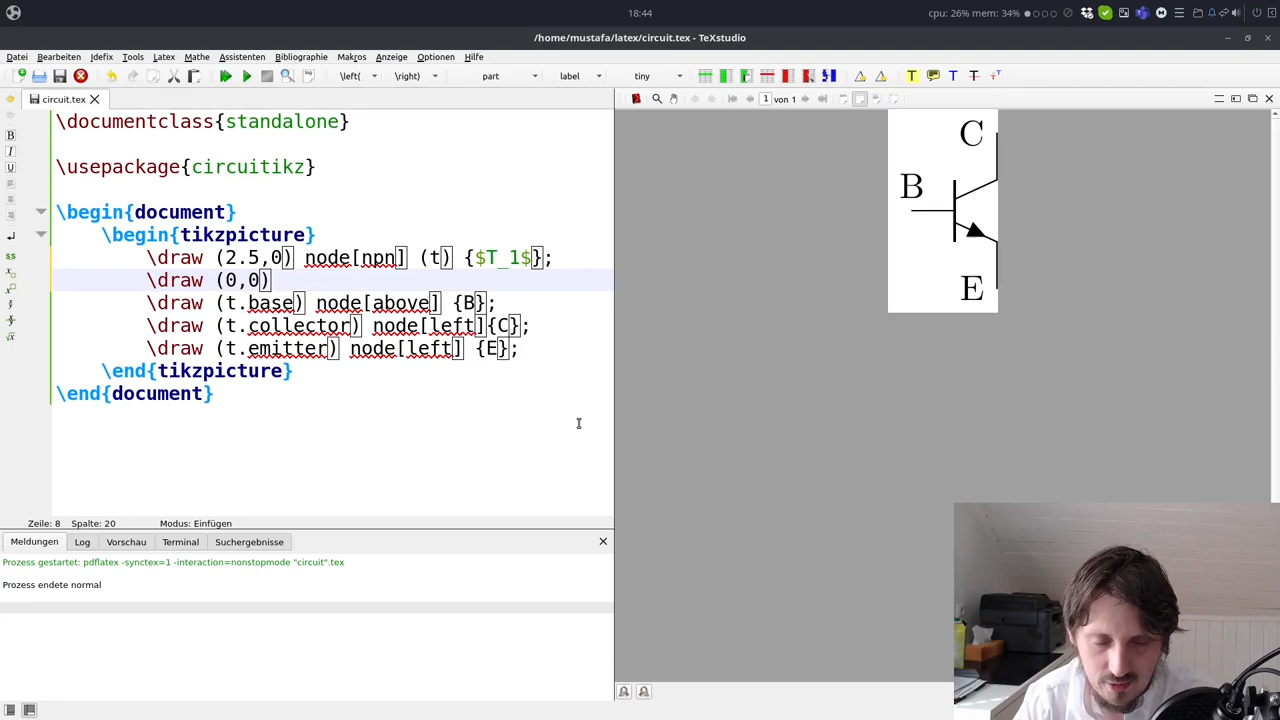 18:44
cpu: 26% mem: 34%
/home/mustafa/latex/circuit.tex - TeXstudio
Datei Bearbeiten Idefix Tools Latex Mathe Assistenten Bibliographie Makros Anzeige Optionen Hilfe
\left( \right) part label tiny
circuit.tex
1 von 1
\documentclass{standalone}
\usepackage{circuitikz}
\begin{document}
\begin{tikzpicture}
\draw (2.5,0) node[npn] (t) {$T_1$};
\draw (0,0)
\draw (t.base) node[above] {B};
\draw (t.collector) node[left]{C};
\draw (t.emitter) node[left] {E};
\end{tikzpicture}
\end{document}
C
B
E
Zeile: 8 Spalte: 20 Modus: Einfügen
Meldungen Log Vorschau Terminal Suchergebnisse
Prozess gestartet: pdflatex -synctex=1 -interaction=nonstopmode "circuit".tex
Prozess endete normal